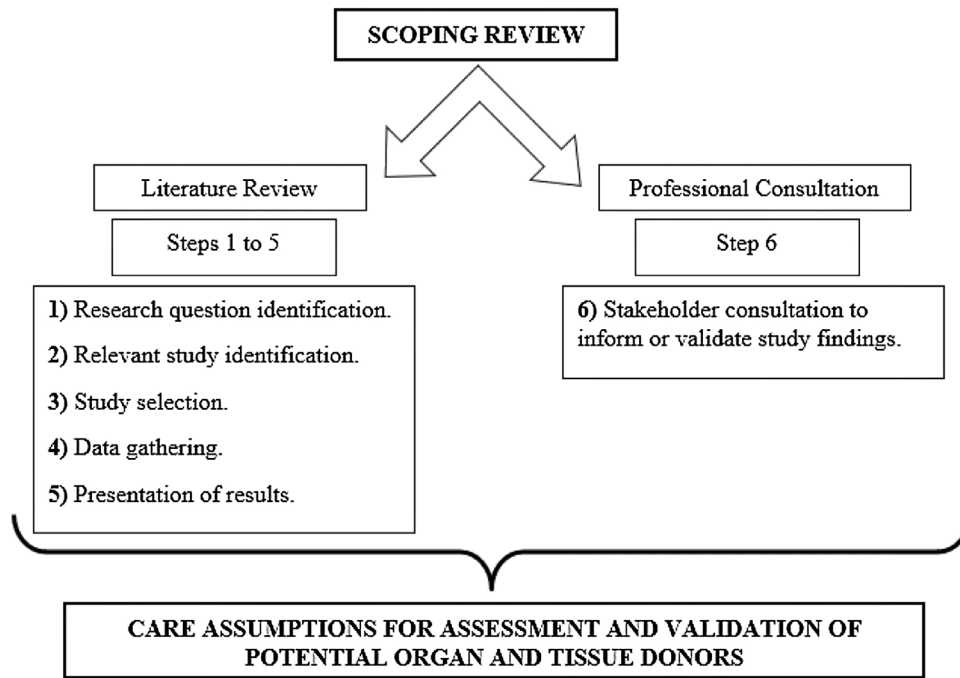 SCOPING REVIEW
Literature Review
Steps 1 to 5
1) Research question identification.
2) Relevant study identification.
3) Study selection.
4) Data gathering.
5) Presentation of results.
Professional Consultation
Step 6
6) Stakeholder consultation to
inform or validate study findings.
CARE ASSUMPTIONS FOR ASSESSMENT AND VALIDATION OF
POTENTIAL ORGAN AND TISSUE DONORS